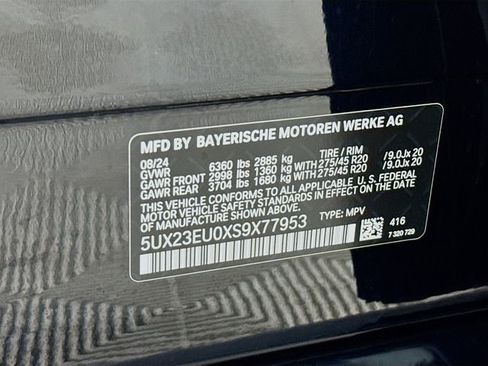 MFD BY BAYERISCHE MOTOREN WERKE AG
08/24 TIRE / RIM
GVWR 6360 lbs 2885 kg
GAWR FRONT 2998 lbs 1360 kg WITH 275/45 R20 /9.0Jx 20
GAWR REAR 3704 lbs 1680 kg WITH 275/45 R20 /9.0Jx 20
THIS VEHICLE CONFORMS TO ALL APPLICABLE
U.S. FEDERAL MOTOR VEHICLE SAFETY STANDARDS
IN EFFECT ON THE DATE OF MANUFACTURE SHOWN ABOVE.
5UX23EU0XS9X77953 TYPE: MPV
416
7 320 729